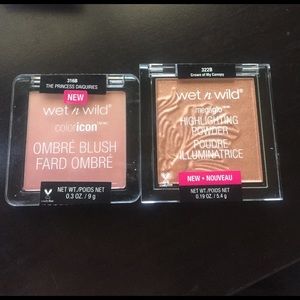 316B
THE PRINCESS DAIQUIRIES
NEW
wet n wild®
coloricon™
OMBRÉ BLUSH
FARD OMBRÉ
NET WT./POIDS NET
0.3 OZ. / 9 g
322B
Crown of My Canopy
wet n wild®
megaglo™
HIGHLIGHTING
POWDER
POUDRE
ILLUMINATRICE
NEW • NOUVEAU
NET WT./POIDS NET
0.19 OZ. / 5.4 g